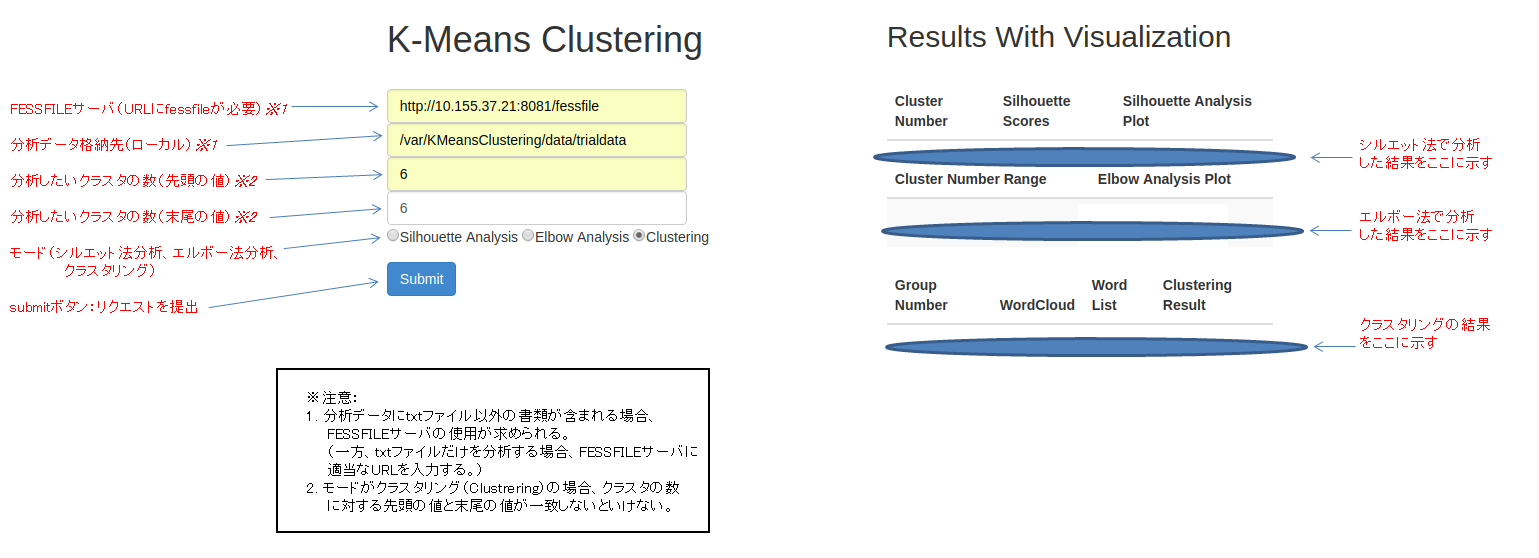 K-Means Clustering
FESSFILEサーバ(URLにfessfileが必要)※1
http://10.155.37.21:8081/fessfile
分析データ格納先(ローカル)※1
/var/KMeansClustering/data/trialdata
分析したいクラスタの数(先頭の値)※2
6
分析したいクラスタの数(末尾の値)※2
6
モード(シルエット法分析、エルボー法分析、
クラスタリング)
Silhouette Analysis Elbow Analysis Clustering
submitボタン:リクエストを提出
Submit
※注意:
1. 分析データにtxtファイル以外の書類が含まれる場合、
FESSFILEサーバの使用が求められる。
(一方、txtファイルだけを分析する場合、FESSFILEサーバに
適当なURLを入力する。)
2. モードがクラスタリング(Clustrering)の場合、クラスタの数
に対する先頭の値と末尾の値が一致しないといけない。
Results With Visualization
Cluster Silhouette Silhouette Analysis
Number Scores Plot
シルエット法で分析
した結果をここに示す
Cluster Number Range Elbow Analysis Plot
エルボー法で分析
した結果をここに示す
Group Word Clustering
Number WordCloud List Result
クラスタリングの結果
をここに示す